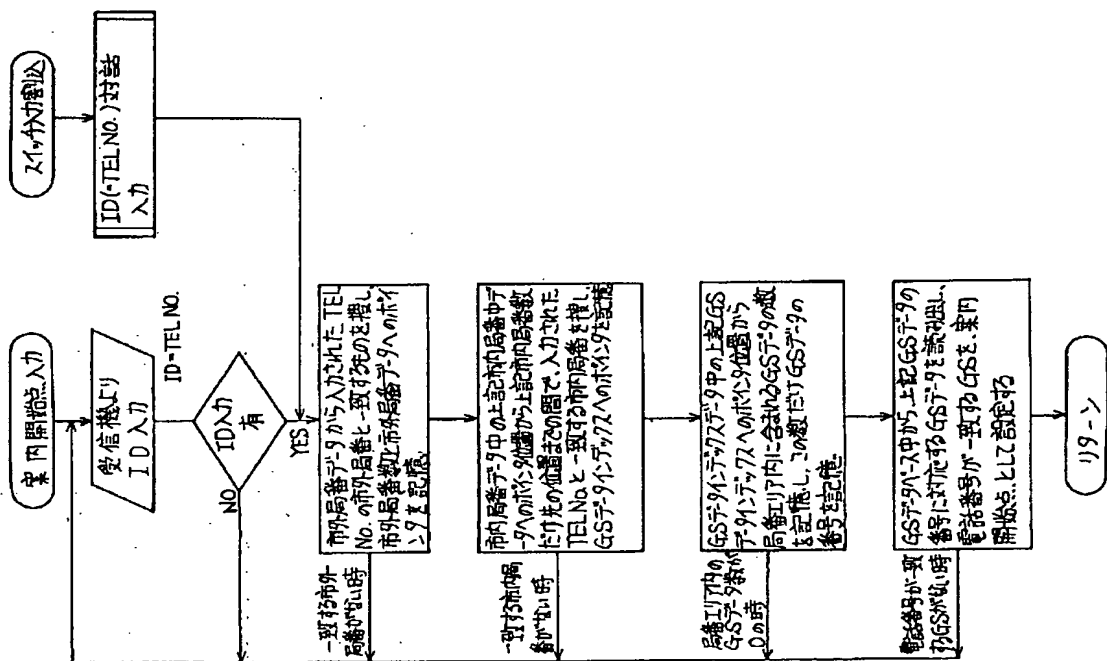 案内開始点入力
受信機より
ID入力
ID=TEL NO.
ID入力
有
NO
YES
スイッチ入力割込
ID(=TEL NO.)対話
入力
市外局番データから入力されたTEL
No.の市外局番と一致するものを捜し、
市外局番数と市外局番データへのポイ
ンタを記憶。
一致する市外
局番がない時
市内局番データ中の上記市内局番中デ
ータへのポインタ位置から上記市内局番数
だけ先の位置までの間で、入力された
TEL No.と一致する市内局番を捜し、
GSデータインデックスへのポインタを記憶
一致する市内局
番がない時
GSデータインデックスデータ中の上記GS
データインデックスへのポインタ位置から
局番エリア内に含まれるGSデータの数
を記憶し、この数だけGSデータの
番号を記憶。
局番エリア内の
GSデータ数が
0の時
GSデータベース中から、上記GSデータの
番号に対応するGSデータを読み出し、
電話番号が一致するGSを、案内
開始点として設定する
電話番号が一致
するGSがない時
リターン